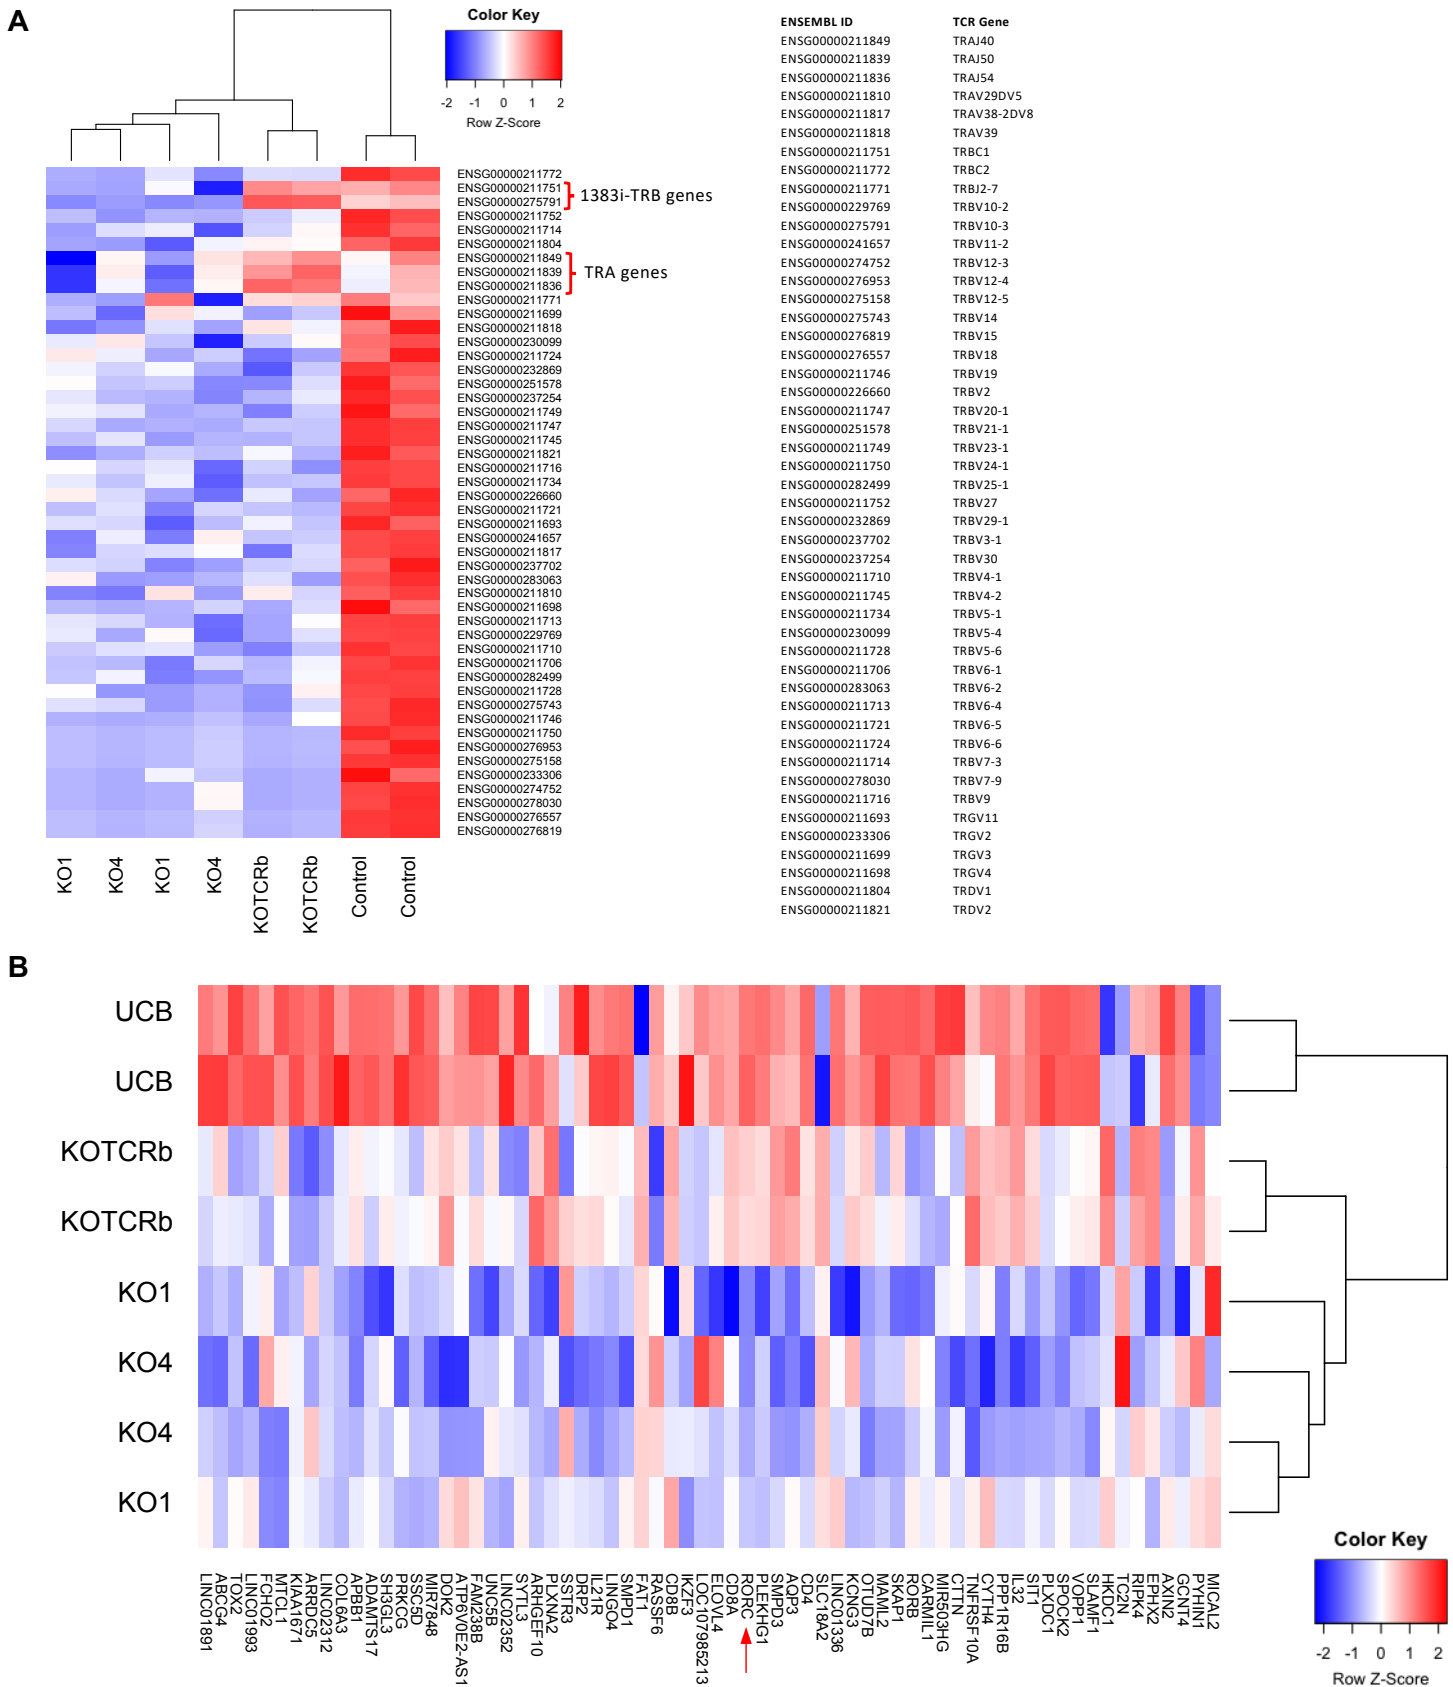 A
Color Key
-2 -1 0 1 2
Row Z-Score
ENSG00000211772
ENSG00000211751
ENSG00000275791
ENSG00000211752
ENSG00000211714
ENSG00000211804
ENSG00000211849
ENSG00000211839
ENSG00000211836
ENSG00000211771
ENSG00000211699
ENSG00000211818
ENSG00000230099
ENSG00000211724
ENSG00000232869
ENSG00000251578
ENSG00000237254
ENSG00000211749
ENSG00000211747
ENSG00000211745
ENSG00000211821
ENSG00000211716
ENSG00000211734
ENSG00000226660
ENSG00000211721
ENSG00000211693
ENSG00000241657
ENSG00000211817
ENSG00000237702
ENSG00000283063
ENSG00000211810
ENSG00000211698
ENSG00000211713
ENSG00000229769
ENSG00000211710
ENSG00000211706
ENSG00000282499
ENSG00000211728
ENSG00000275743
ENSG00000211746
ENSG00000211750
ENSG00000276953
ENSG00000275158
ENSG00000233306
ENSG00000274752
ENSG00000278030
ENSG00000276557
ENSG00000276819
1383i-TRB genes
TRA genes
KO1
KO4
KO1
KO4
KOTCRb
KOTCRb
Control
Control
ENSEMBL ID TCR Gene
ENSG00000211849 TRAJ40
ENSG00000211839 TRAJ50
ENSG00000211836 TRAJ54
ENSG00000211810 TRAV29DV5
ENSG00000211817 TRAV38-2DV8
ENSG00000211818 TRAV39
ENSG00000211751 TRBC1
ENSG00000211772 TRBC2
ENSG00000211771 TRBJ2-7
ENSG00000229769 TRBV10-2
ENSG00000275791 TRBV10-3
ENSG00000241657 TRBV11-2
ENSG00000274752 TRBV12-3
ENSG00000276953 TRBV12-4
ENSG00000275158 TRBV12-5
ENSG00000275743 TRBV14
ENSG00000276819 TRBV15
ENSG00000276557 TRBV18
ENSG00000211746 TRBV19
ENSG00000226660 TRBV2
ENSG00000211747 TRBV20-1
ENSG00000251578 TRBV21-1
ENSG00000211749 TRBV23-1
ENSG00000211750 TRBV24-1
ENSG00000282499 TRBV25-1
ENSG00000211752 TRBV27
ENSG00000232869 TRBV29-1
ENSG00000237702 TRBV3-1
ENSG00000237254 TRBV30
ENSG00000211710 TRBV4-1
ENSG00000211745 TRBV4-2
ENSG00000211734 TRBV5-1
ENSG00000230099 TRBV5-4
ENSG00000211728 TRBV5-6
ENSG00000211706 TRBV6-1
ENSG00000283063 TRBV6-2
ENSG00000211713 TRBV6-4
ENSG00000211721 TRBV6-5
ENSG00000211724 TRBV6-6
ENSG00000211714 TRBV7-3
ENSG00000278030 TRBV7-9
ENSG00000211716 TRBV9
ENSG00000211693 TRGV11
ENSG00000233306 TRGV2
ENSG00000211699 TRGV3
ENSG00000211698 TRGV4
ENSG00000211804 TRDV1
ENSG00000211821 TRDV2
B
UCB
UCB
KOTCRb
KOTCRb
KO1
KO4
KO4
KO1
LINC01891
ABCG4
TOX2
LINC01993
FCHO2
MTCL1
KIAA1671
ARRDC5
LINC02312
COL6A3
APBB1
ADAMTS17
SH3GL3
PRKCG
SSC5D
MIR7848
DOK2
ATP6V0E2-AS1
FAM238B
UNC5B
LINC02352
SYTL3
ARHGEF10
PLXNA2
SSTR3
DRP2
IL21R
LINGO4
SMPD1
FAT1
RASSF6
CD8B
IKZF3
LOC107985213
ELOVL4
CD8A
RORC
PLEKHG1
SMPD3
AQP3
CD4
SLC18A2
LINC01336
KCNG3
OTUD7B
MAML2
SKAP1
RORB
CARMIL1
MIR503HG
CTTN
TNFRSF10A
CYTH4
PPP1R16B
IL32
SIT1
PLXDC1
SPOCK2
VOPP1
SLAMF1
HKDC1
TC2N
RIPK4
EPHX2
AXIN2
GCNT4
PYHIN1
MICAL2
Color Key
-2 -1 0 1 2
Row Z-Score